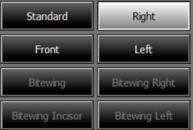 Standard Right
Front Left
Bitewing Bitewing Right
Bitewing Incisor Bitewing Left